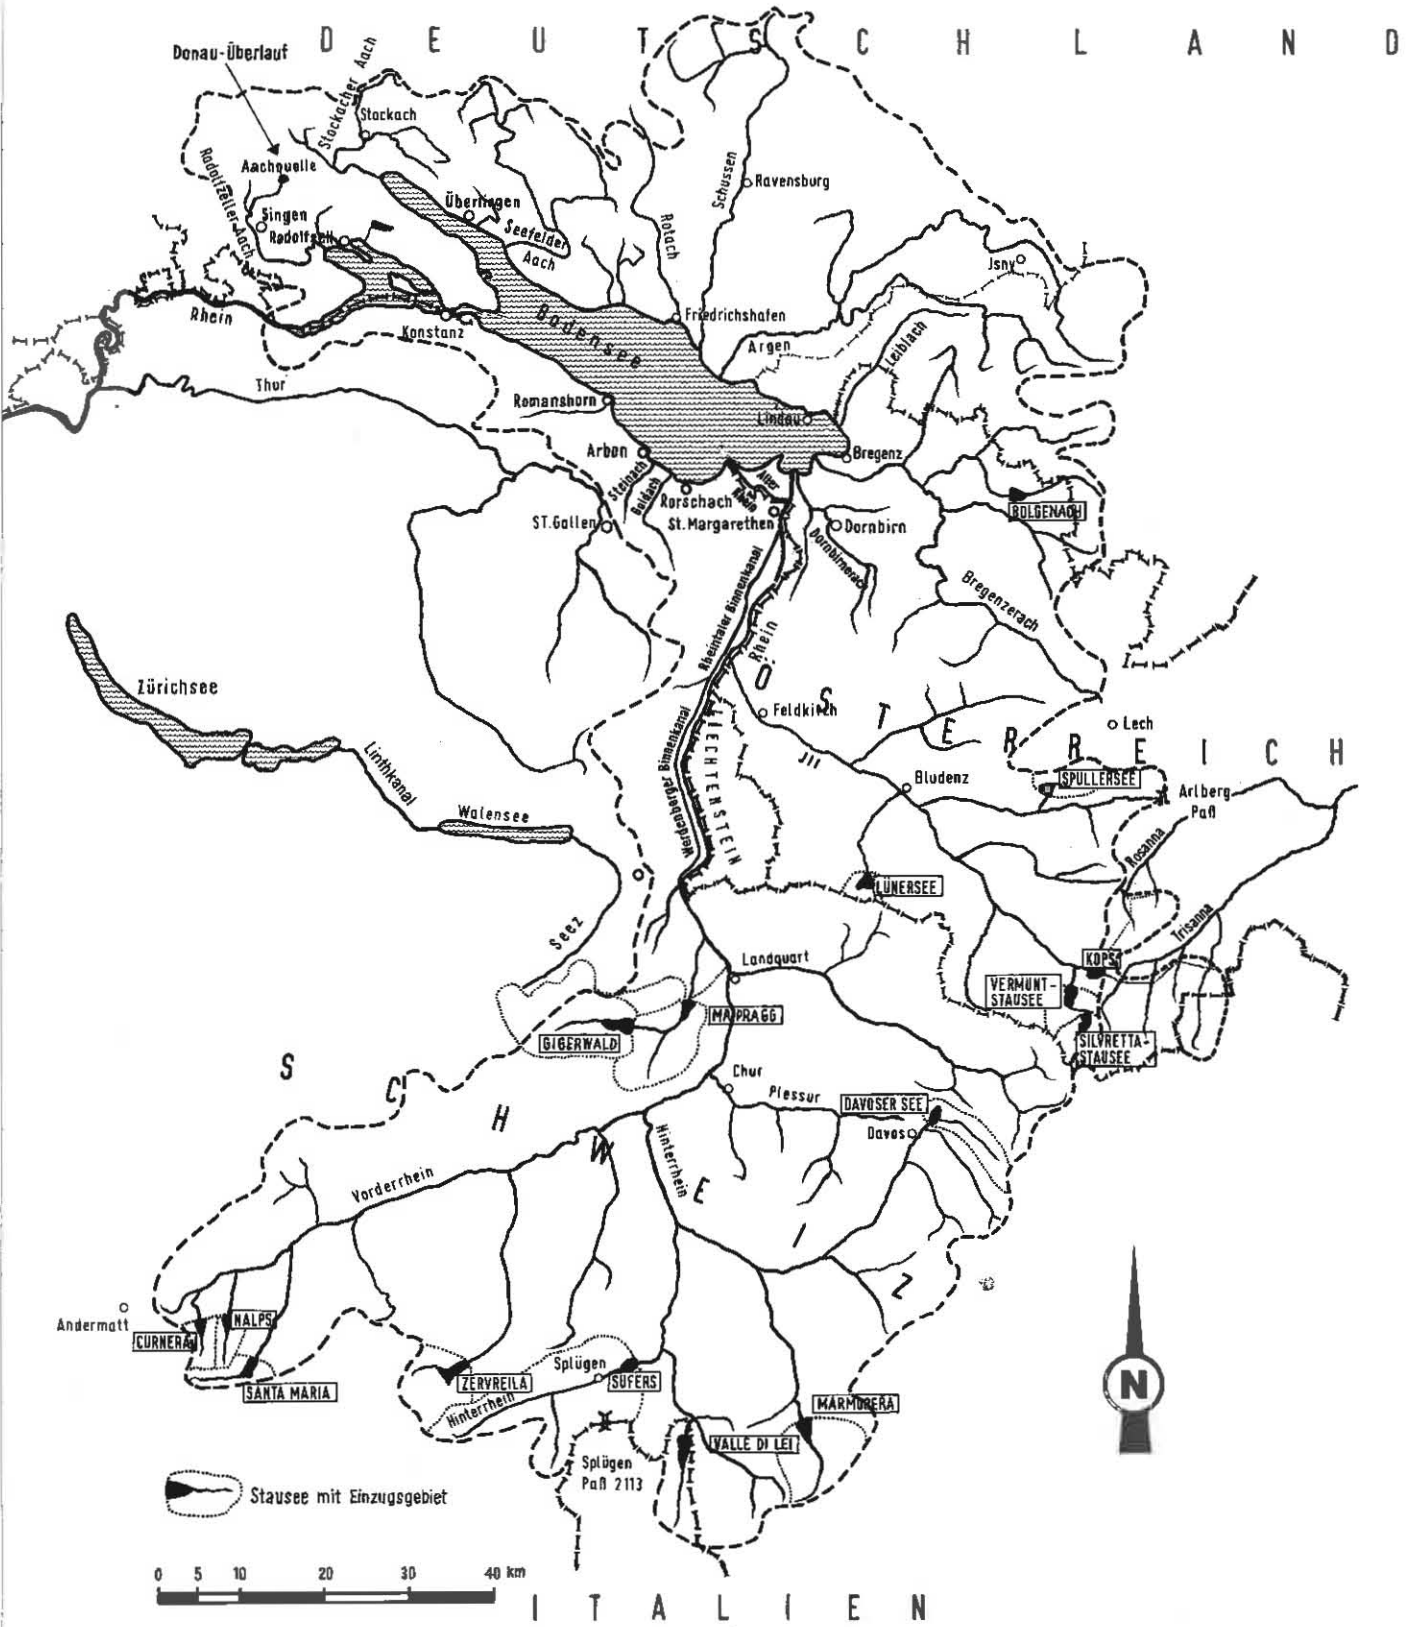 DEUTSCHLAND
Donau-Überlauf
Stockacher Aach
Stockach
Aachquelle
Radolfzeller Aach
Singen
Radolfzell
Überlingen
Seefelder
Aach
Rotach
Schussen
Ravensburg
Jsny
Rhein
Konstanz
Bodensee
Friedrichshafen
Argen
Leiblach
Thur
Romanshorn
Lindau
Arbon
Bregenz
Steinach
Goldach
Rorschach
Alter
Rhein
St. Margarethen
ST. Gallen
Dornbirn
Dornbirnerach
BOLGENACH
Bregenzerach
Rheintaler Binnenkanal
Rhein
ÖSTERREICH
Zürichsee
Feldkirch
Lech
Linthkanal
Werdenberger Binnenkanal
LIECHTENSTEIN
Jll
Bludenz
SPULLERSEE
Arlberg
Paß
Walensee
Rosanna
LÜNERSEE
Trisanna
Seez
Landquart
KOPS
VERMUNT-
STAUSEE
MAPRAGG
GIGERWALD
SILVRETTA-
STAUSEE
SCHWEIZ
Chur
Plessur
DAVOSER SEE
Davos
Hinterrhein
Vorderrhein
Andermatt
CURNERA
NALPS
SANTA MARIA
ZERVREILA
Splügen
SUFERS
Hinterrhein
MARMORERA
VALLE DI LEI
Splügen
Paß 2113
N
Stausee mit Einzugsgebiet
0 5 10 20 30 40 km
ITALIEN